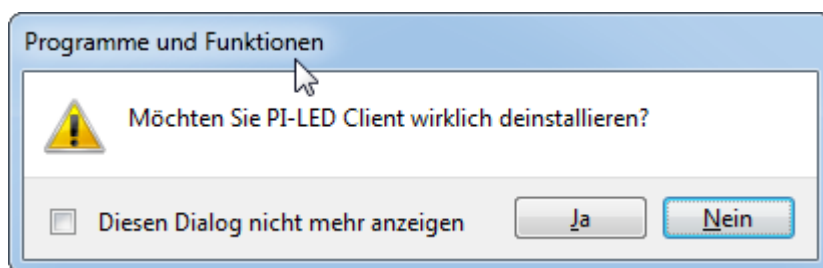 Programme und Funktionen
Möchten Sie PI-LED Client wirklich deinstallieren?
Diesen Dialog nicht mehr anzeigen
Ja
Nein